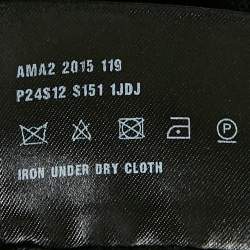 AMA2 2015 119
P24S12 S151 1JDJ
P
IRON UNDER DRY CLOTH